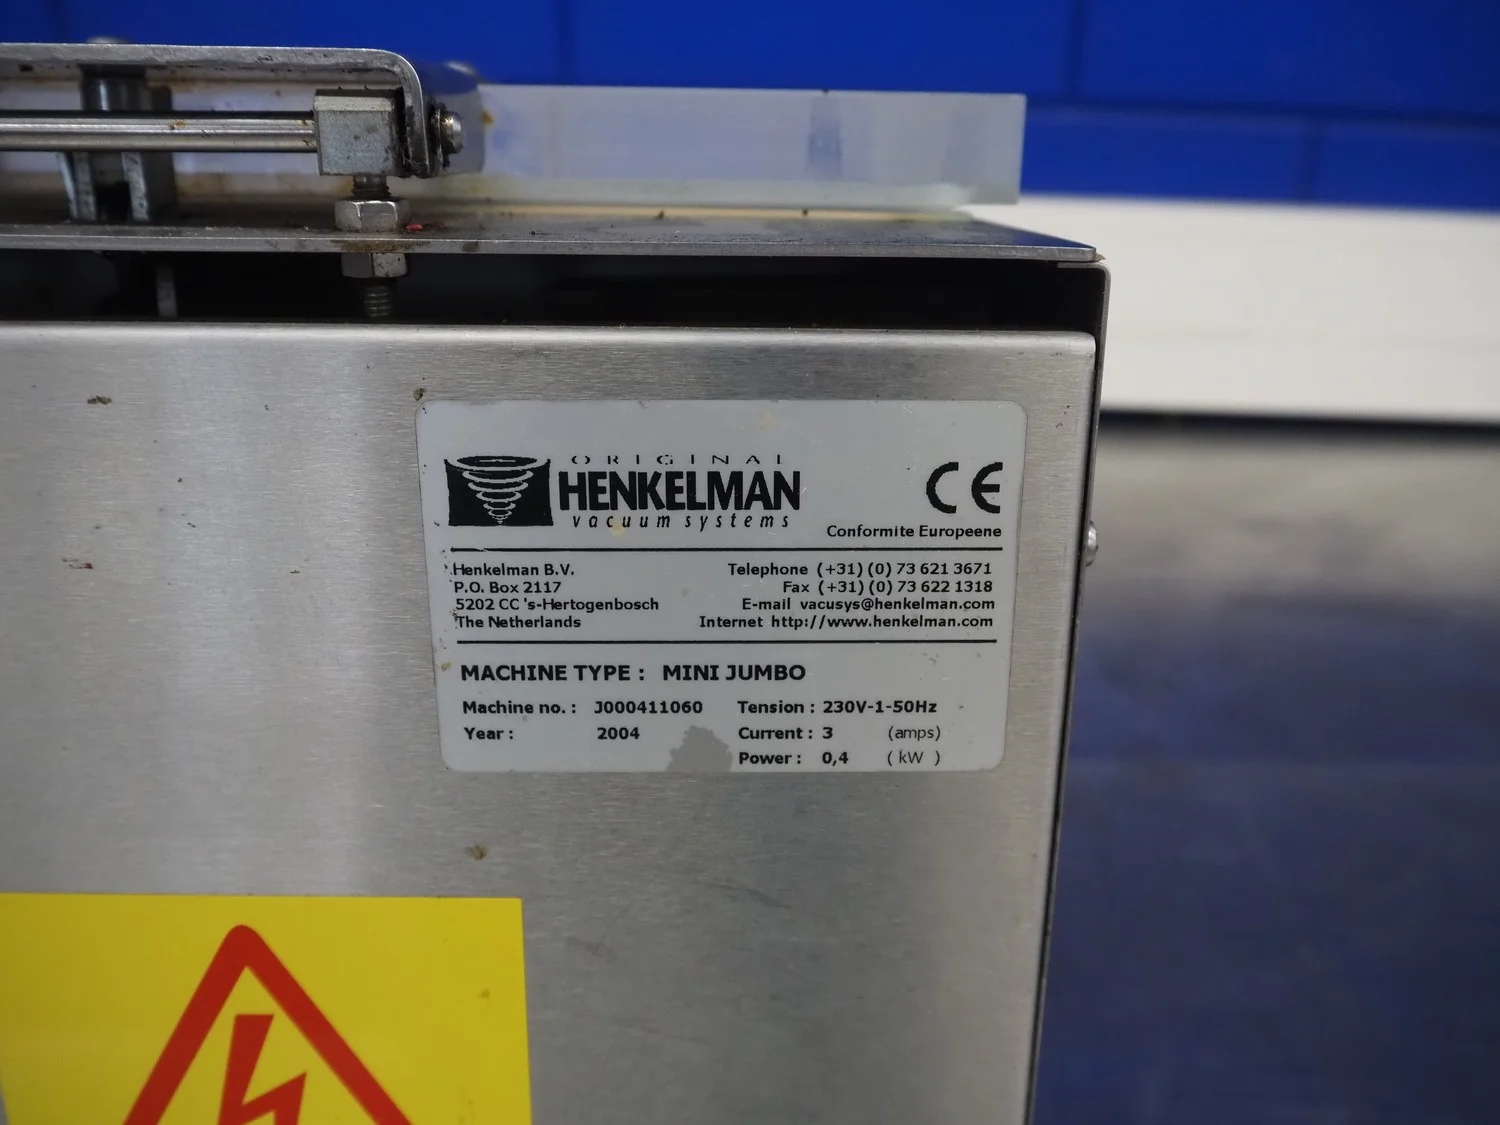 ORIGINAL
HENKELMAN
vacuum systems
CE
Conformite Europeene
Henkelman B.V.
P.O. Box 2117
5202 CC 's-Hertogenbosch
The Netherlands
Telephone (+31) (0) 73 621 3671
Fax (+31) (0) 73 622 1318
E-mail vacusys@henkelman.com
Internet http://www.henkelman.com
MACHINE TYPE : MINI JUMBO
Machine no. : J000411060
Year : 2004
Tension : 230V-1-50Hz
Current : 3 (amps)
Power : 0,4 ( kW )